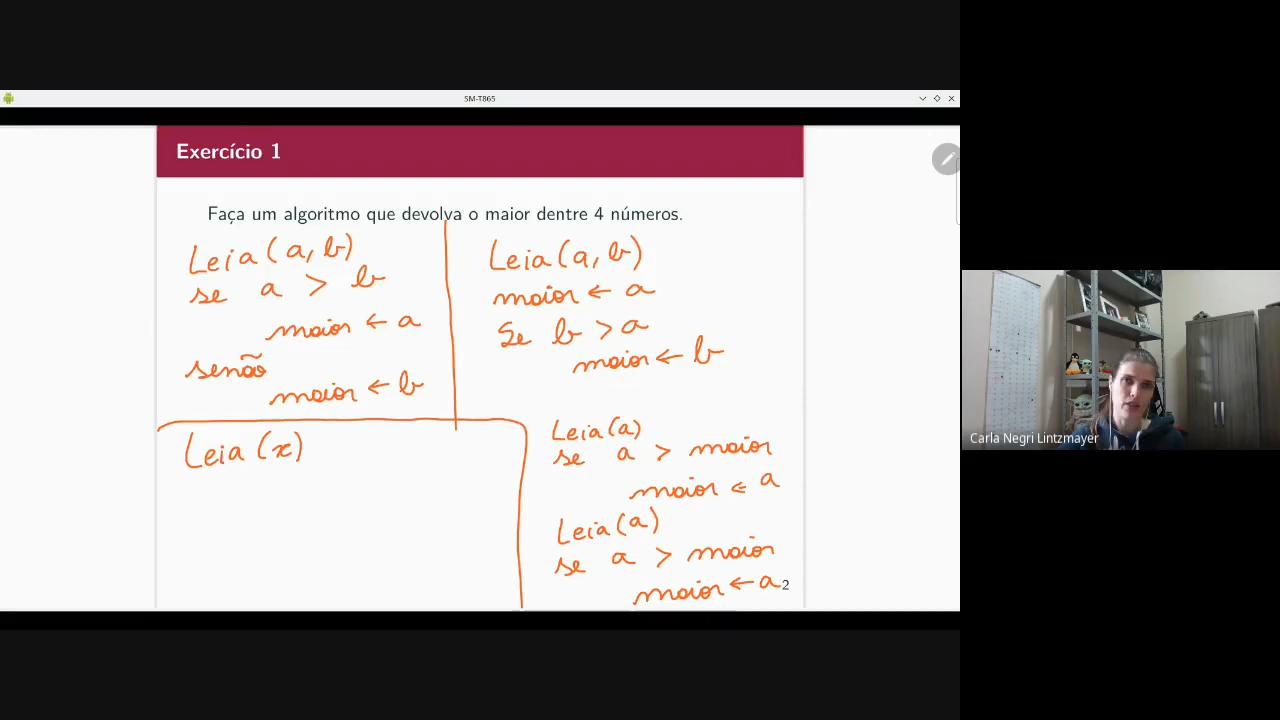 SM-T865
Exercício 1
Faça um algoritmo que devolva o maior dentre 4 números.
Leia (a, b)
se a > b
maior ← a
senão
maior ← b
Leia (a, b)
maior ← a
Se b > a
maior ← b
Leia (x)
Leia (a)
se a > maior
maior ← a
Leia (a)
se a > maior
maior ← a
2
Carla Negri Lintzmayer